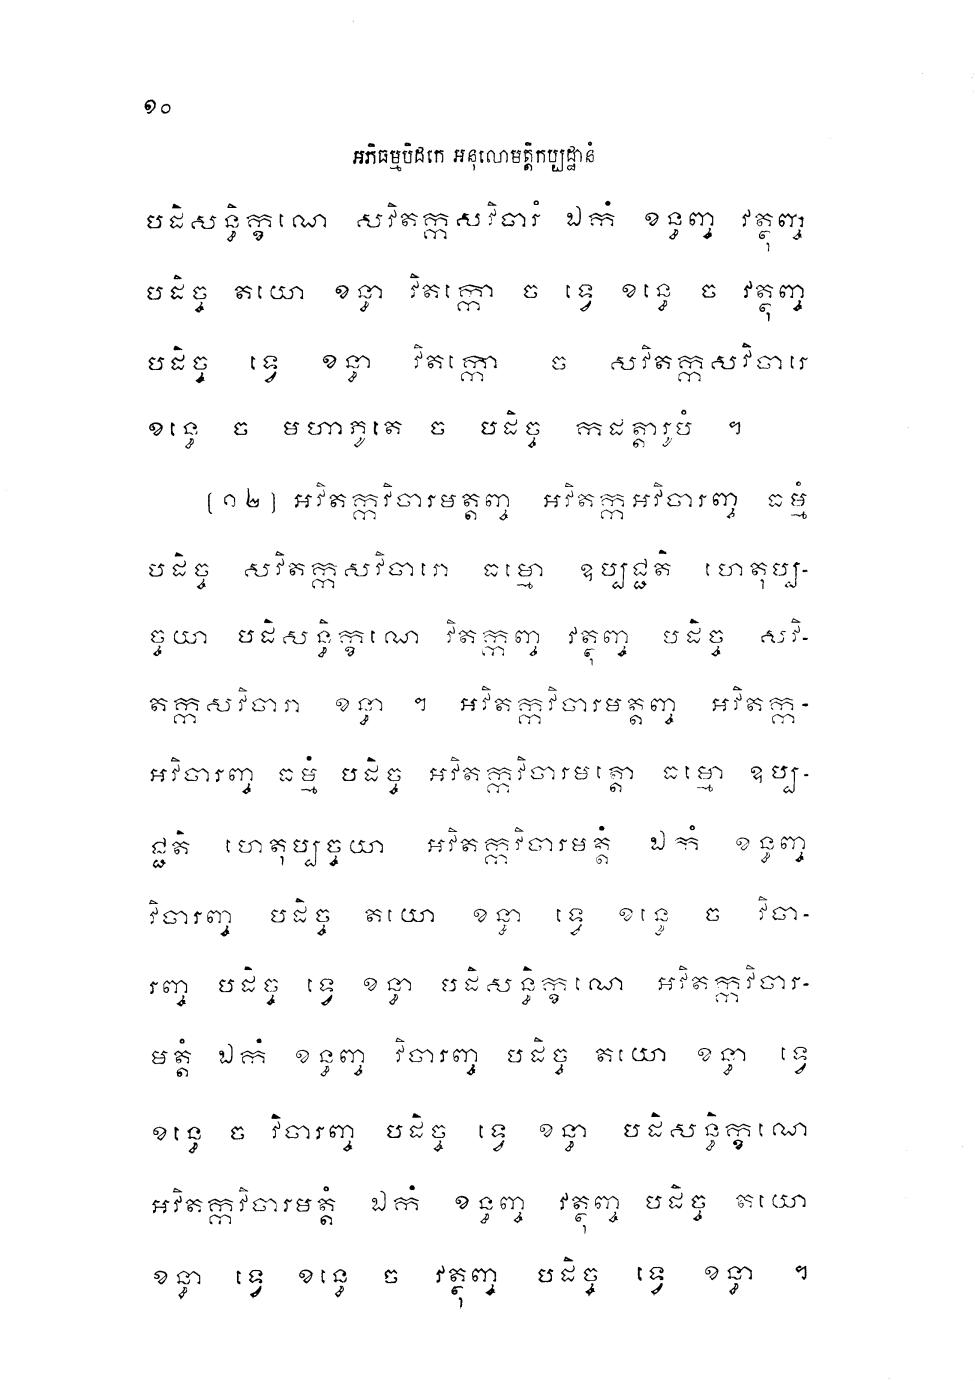 ១០
អភិធម្មបិដកេ អនុលោមត្តិកប្បដ្ឋានំ
បដិសន្ធិក្ខណេ សវិតក្កសវិចារំ ឯកំ ខន្ធញ្ច វត្ថុញ្ច
បដិច្ច តយោ ខន្ធា វិតក្កោ ច ទ្វេ ខន្ធេ ច វត្ថុញ្ច
បដិច្ច ទ្វេ ខន្ធា វិតក្កោ ច សវិតក្កសវិចារេ
ខន្ធេ ច មហាភូតេ ច បដិច្ច កដត្តារូបំ ។
(១២) អវិតក្កវិចារមត្តញ្ច អវិតក្កអវិចារញ្ច ធម្មំ
បដិច្ច សវិតក្កសវិចារោ ធម្មោ ឧប្បជ្ជតិ ហេតុប្ប-
ច្ចយា បដិសន្ធិក្ខណេ វិតក្កញ្ច វត្ថុញ្ច បដិច្ច សវិ-
តក្កសវិចារា ខន្ធា ។ អវិតក្កវិចារមត្តញ្ច អវិតក្ក-
អវិចារញ្ច ធម្មំ បដិច្ច អវិតក្កវិចារមត្តោ ធម្មោ ឧប្ប-
ជ្ជតិ ហេតុប្បច្ចយា អវិតក្កវិចារមត្តំ ឯកំ ខន្ធញ្ច
វិចារញ្ច បដិច្ច តយោ ខន្ធា ទ្វេ ខន្ធេ ច វិចា-
រញ្ច បដិច្ច ទ្វេ ខន្ធា បដិសន្ធិក្ខណេ អវិតក្កវិចារ-
មត្តំ ឯកំ ខន្ធញ្ច វិចារញ្ច បដិច្ច តយោ ខន្ធា ទ្វេ
ខន្ធេ ច វិចារញ្ច បដិច្ច ទ្វេ ខន្ធា បដិសន្ធិក្ខណេ
អវិតក្កវិចារមត្តំ ឯកំ ខន្ធញ្ច វត្ថុញ្ច បដិច្ច តយោ
ខន្ធា ទ្វេ ខន្ធេ ច វត្ថុញ្ច បដិច្ច ទ្វេ ខន្ធា ។